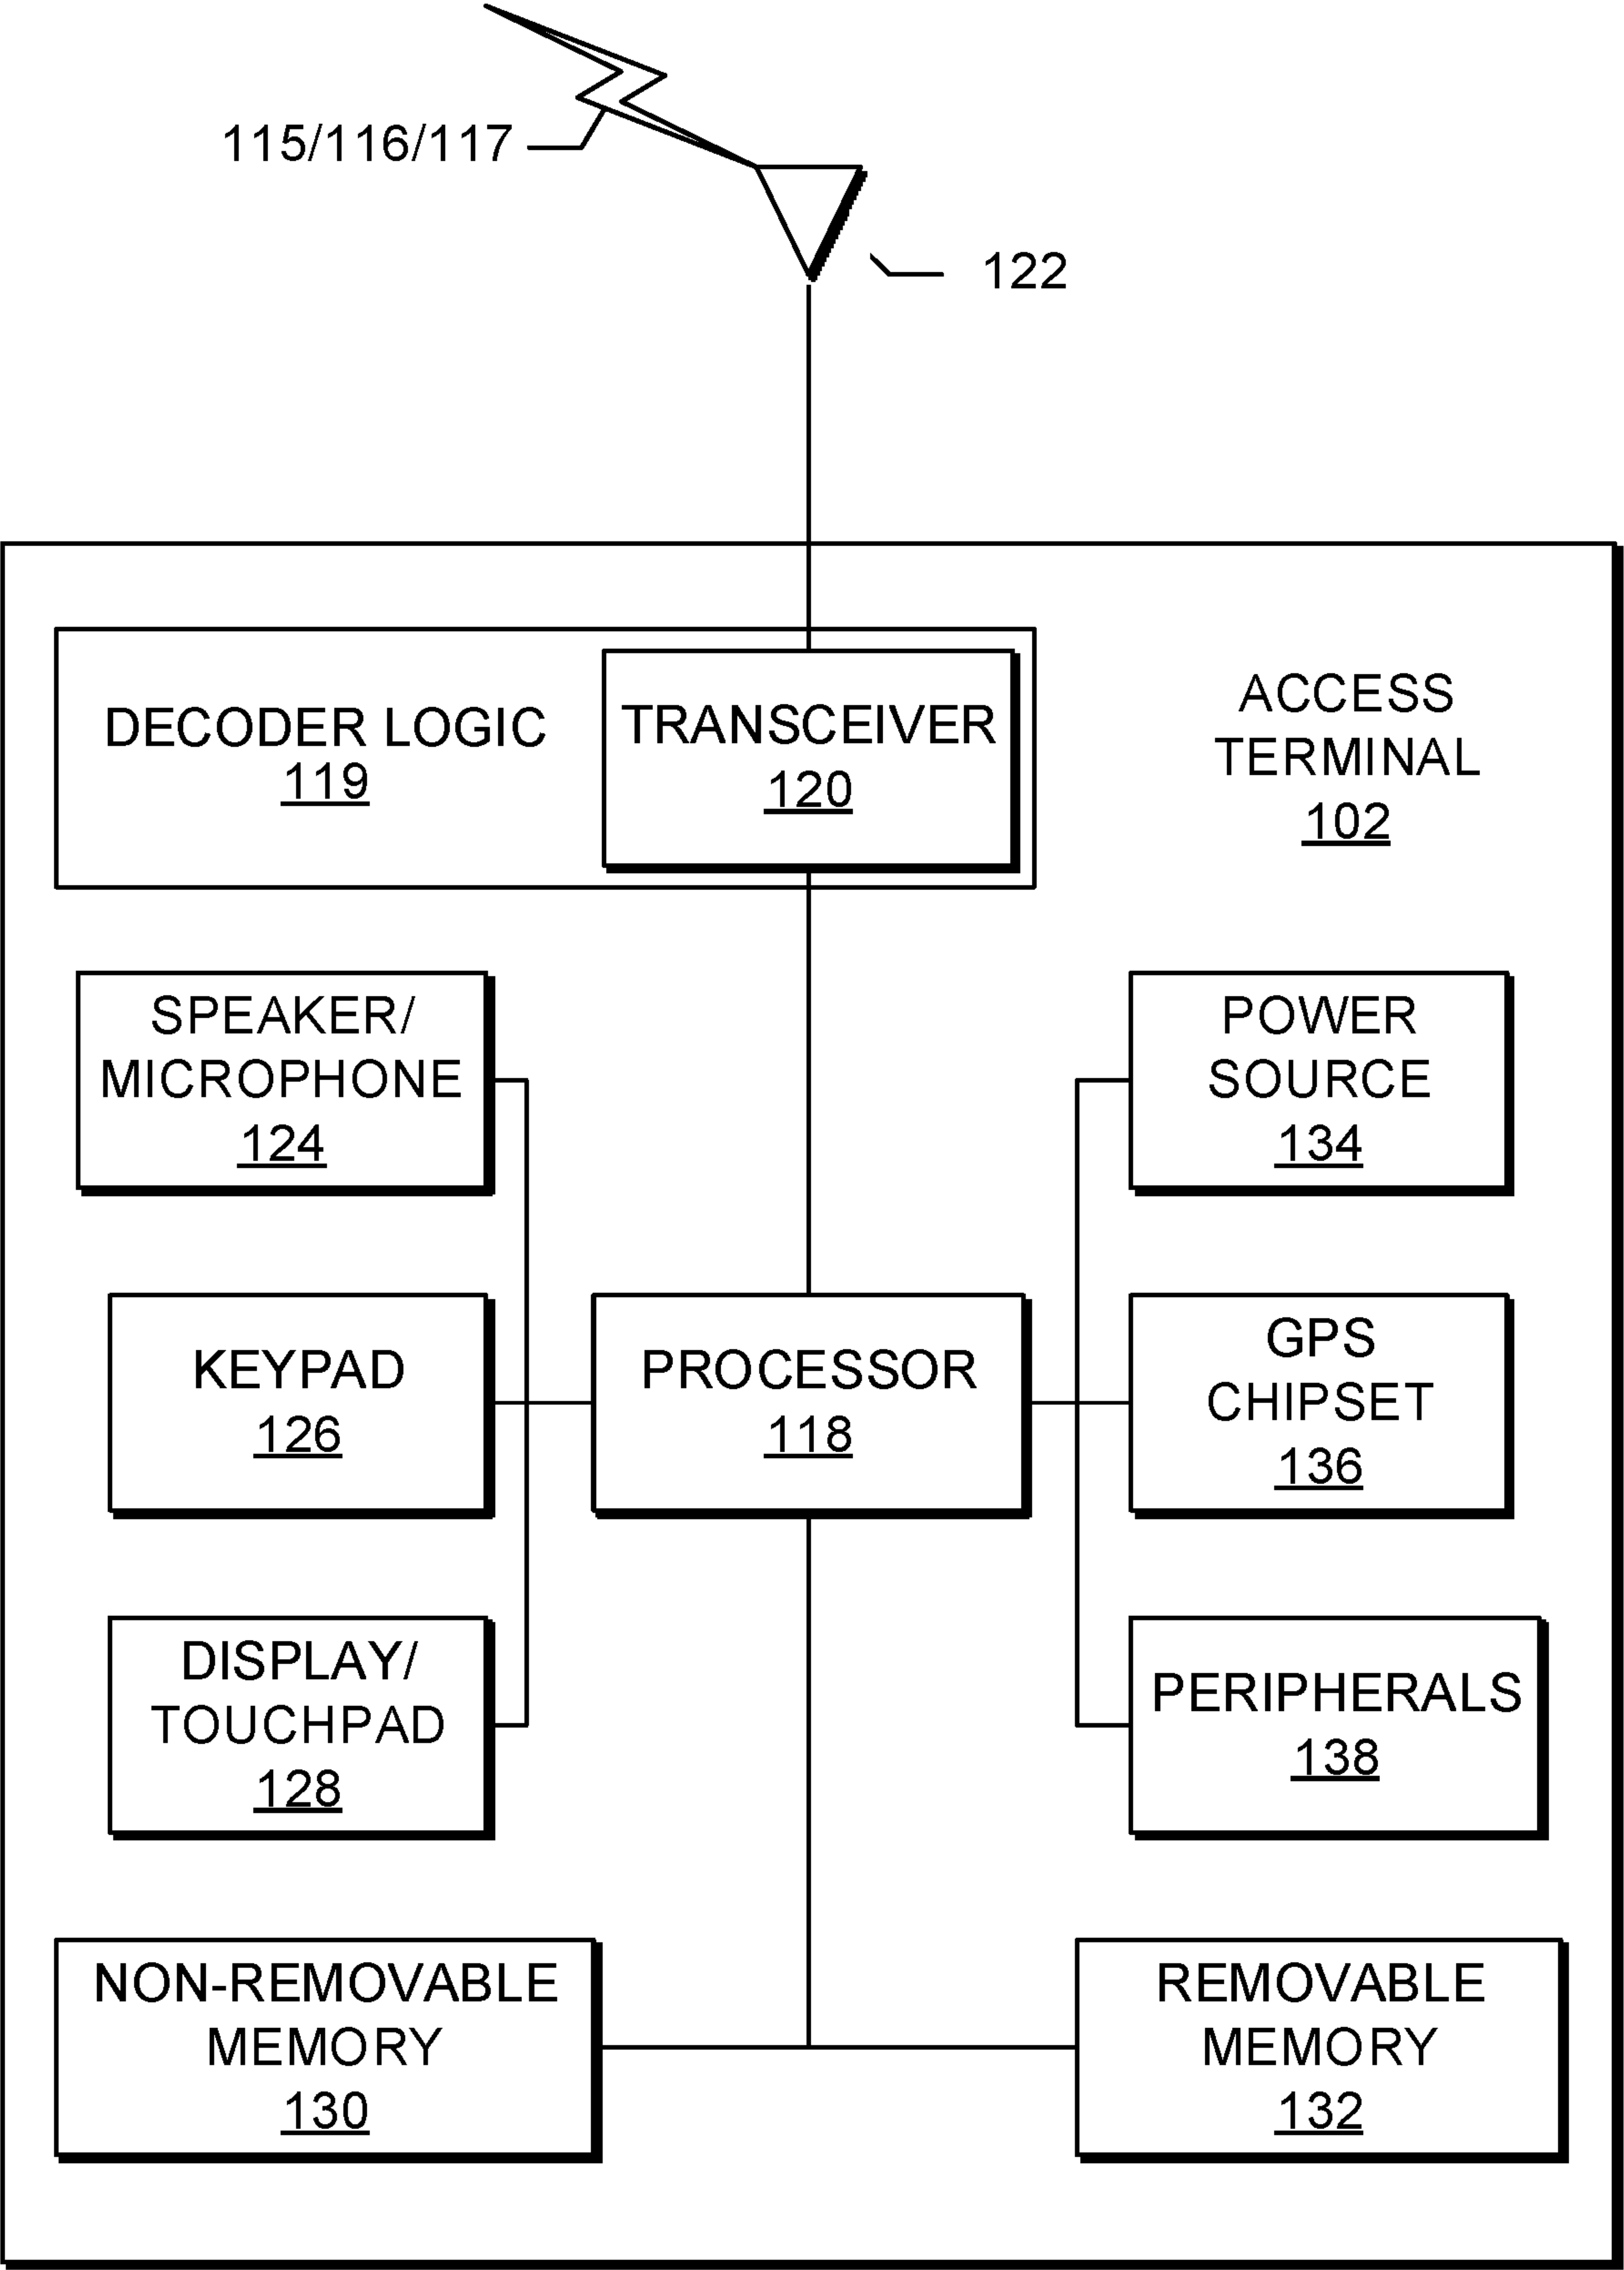 115/116/117
122
DECODER LOGIC
119
TRANSCEIVER
120
ACCESS
TERMINAL
102
SPEAKER/
MICROPHONE
124
POWER
SOURCE
134
KEYPAD
126
PROCESSOR
118
GPS
CHIPSET
136
DISPLAY/
TOUCHPAD
128
PERIPHERALS
138
NON-REMOVABLE
MEMORY
130
REMOVABLE
MEMORY
132